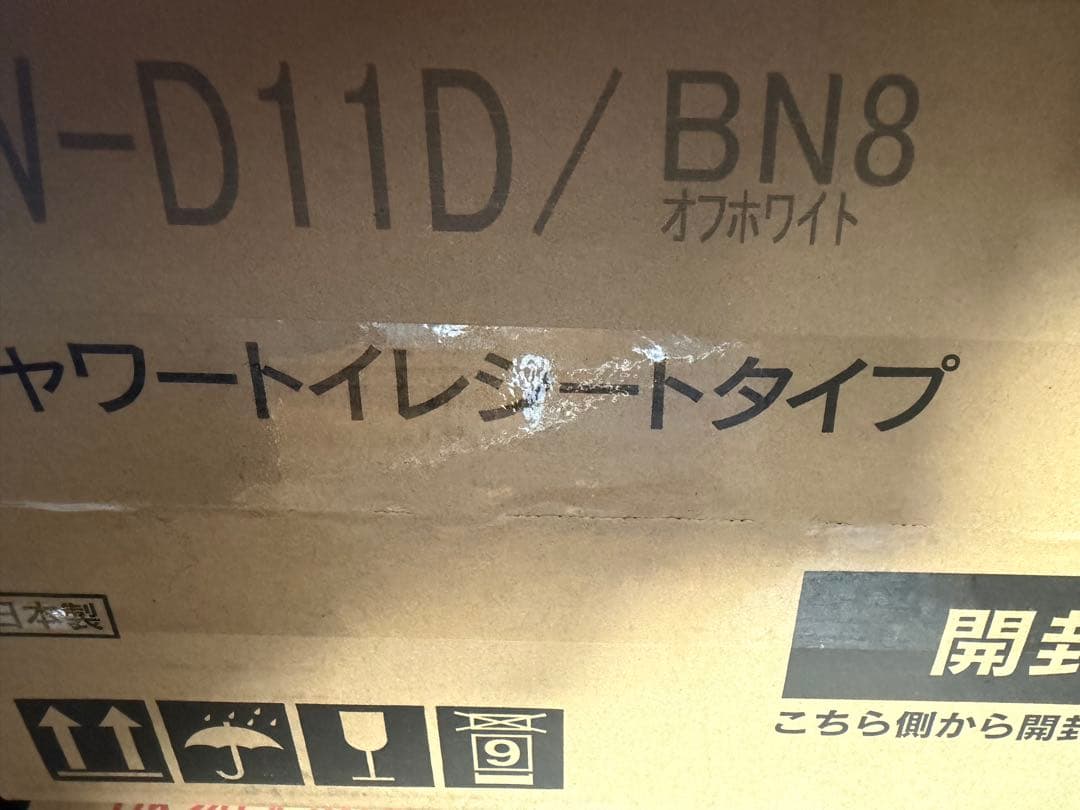 N-D11D/BN8
オフホワイト
ャワートイレシートタイプ
日本製
開封
こちら側から開封
9